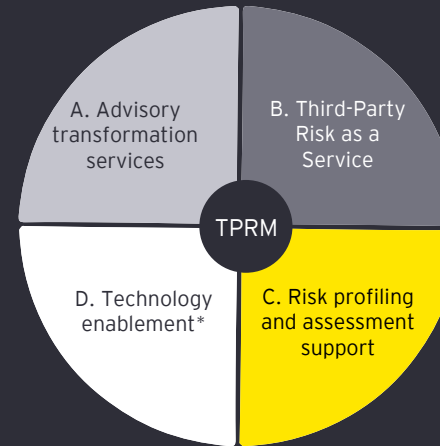 A. Advisory
transformation
services
B. Third-Party
Risk as a
Service
TPRM
D. Technology
enablement*
C. Risk profiling
and assessment
support